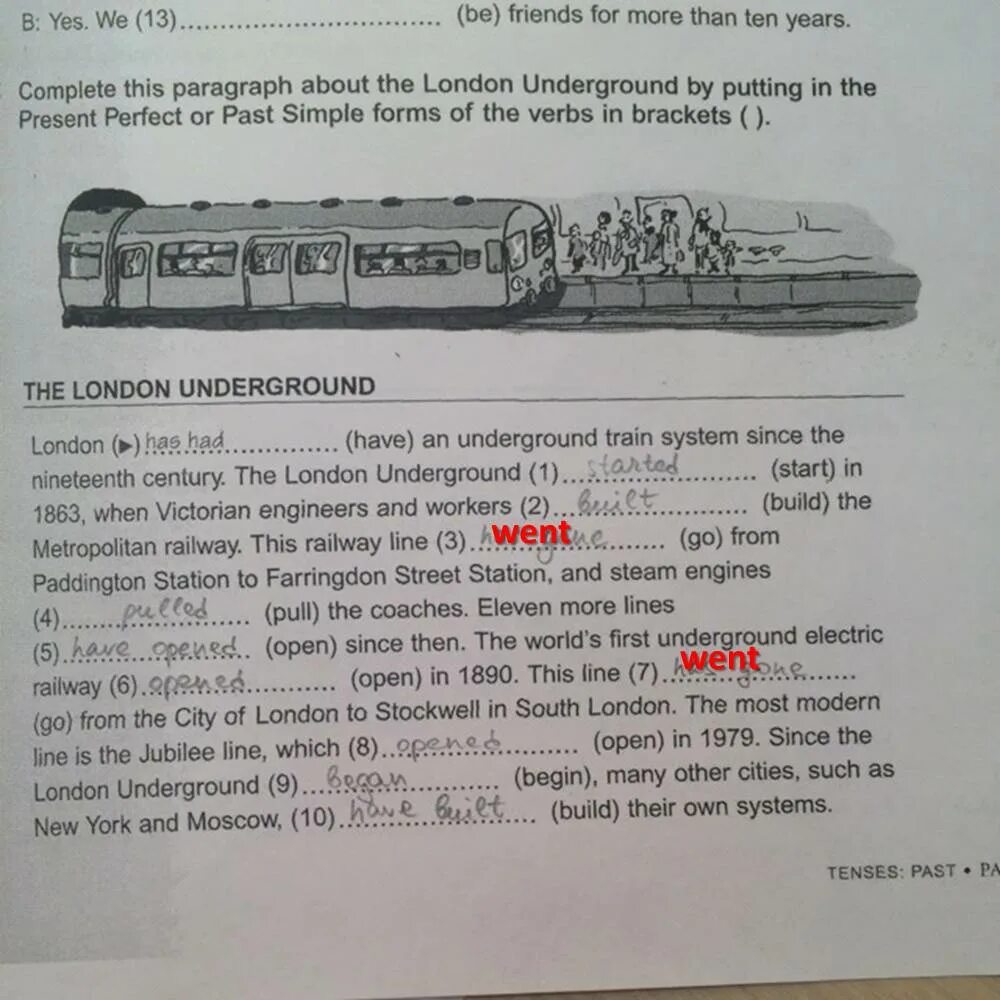 B: Yes. We (13)................................. (be) friends for more than ten years.
Complete this paragraph about the London Underground by putting in the
Present Perfect or Past Simple forms of the verbs in brackets ( ).
THE LONDON UNDERGROUND
London (►) has had ................ (have) an underground train system since the
nineteenth century. The London Underground (1)... started ........... (start) in
1863, when Victorian engineers and workers (2)... built ............ (build) the
Metropolitan railway. This railway line (3)... went ........ (go) from
Paddington Station to Farringdon Street Station, and steam engines
(4)........ pulled ...... (pull) the coaches. Eleven more lines
(5). have opened .. (open) since then. The world's first underground electric
railway (6). opened ............ (open) in 1890. This line (7)... went has gone .......
(go) from the City of London to Stockwell in South London. The most modern
line is the Jubilee line, which (8).. opened .......... (open) in 1979. Since the
London Underground (9)... began ............ (begin), many other cities, such as
New York and Moscow, (10). have built .... (build) their own systems.
TENSES: PAST •